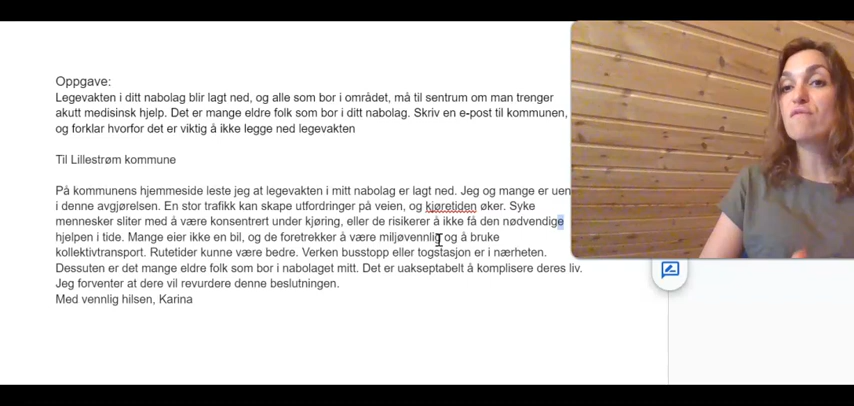 Oppgave:
Legevakten i ditt nabolag blir lagt ned, og alle som bor i området, må til sentrum om man trenger
akutt medisinsk hjelp. Det er mange eldre folk som bor i ditt nabolag. Skriv en e-post til kommunen,
og forklar hvorfor det er viktig å ikke legge ned legevakten
Til Lillestrøm kommune
På kommunens hjemmeside leste jeg at legevakten i mitt nabolag er lagt ned. Jeg og mange er uen
i denne avgjørelsen. En stor trafikk kan skape utfordringer på veien, og kjøretiden øker. Syke
mennesker sliter med å være konsentrert under kjøring, eller de risikerer å ikke få den nødvendige
hjelpen i tide. Mange eier ikke en bil, og de foretrekker å være miljøvennlig og å bruke
kollektivtransport. Rutetider kunne være bedre. Verken busstopp eller togstasjon er i nærheten.
Dessuten er det mange eldre folk som bor i nabolaget mitt. Det er uakseptabelt å komplisere deres liv.
Jeg forventer at dere vil revurdere denne beslutningen.
Med vennlig hilsen, Karina